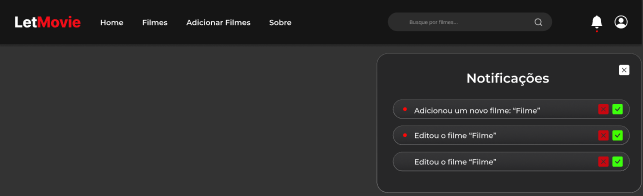 LetMovie
Home
Filmes
Adicionar Filmes
Sobre
Busque por filmes...
Notificações
Adicionou um novo filme: “Filme”
Editou o filme “Filme”
Editou o filme “Filme”